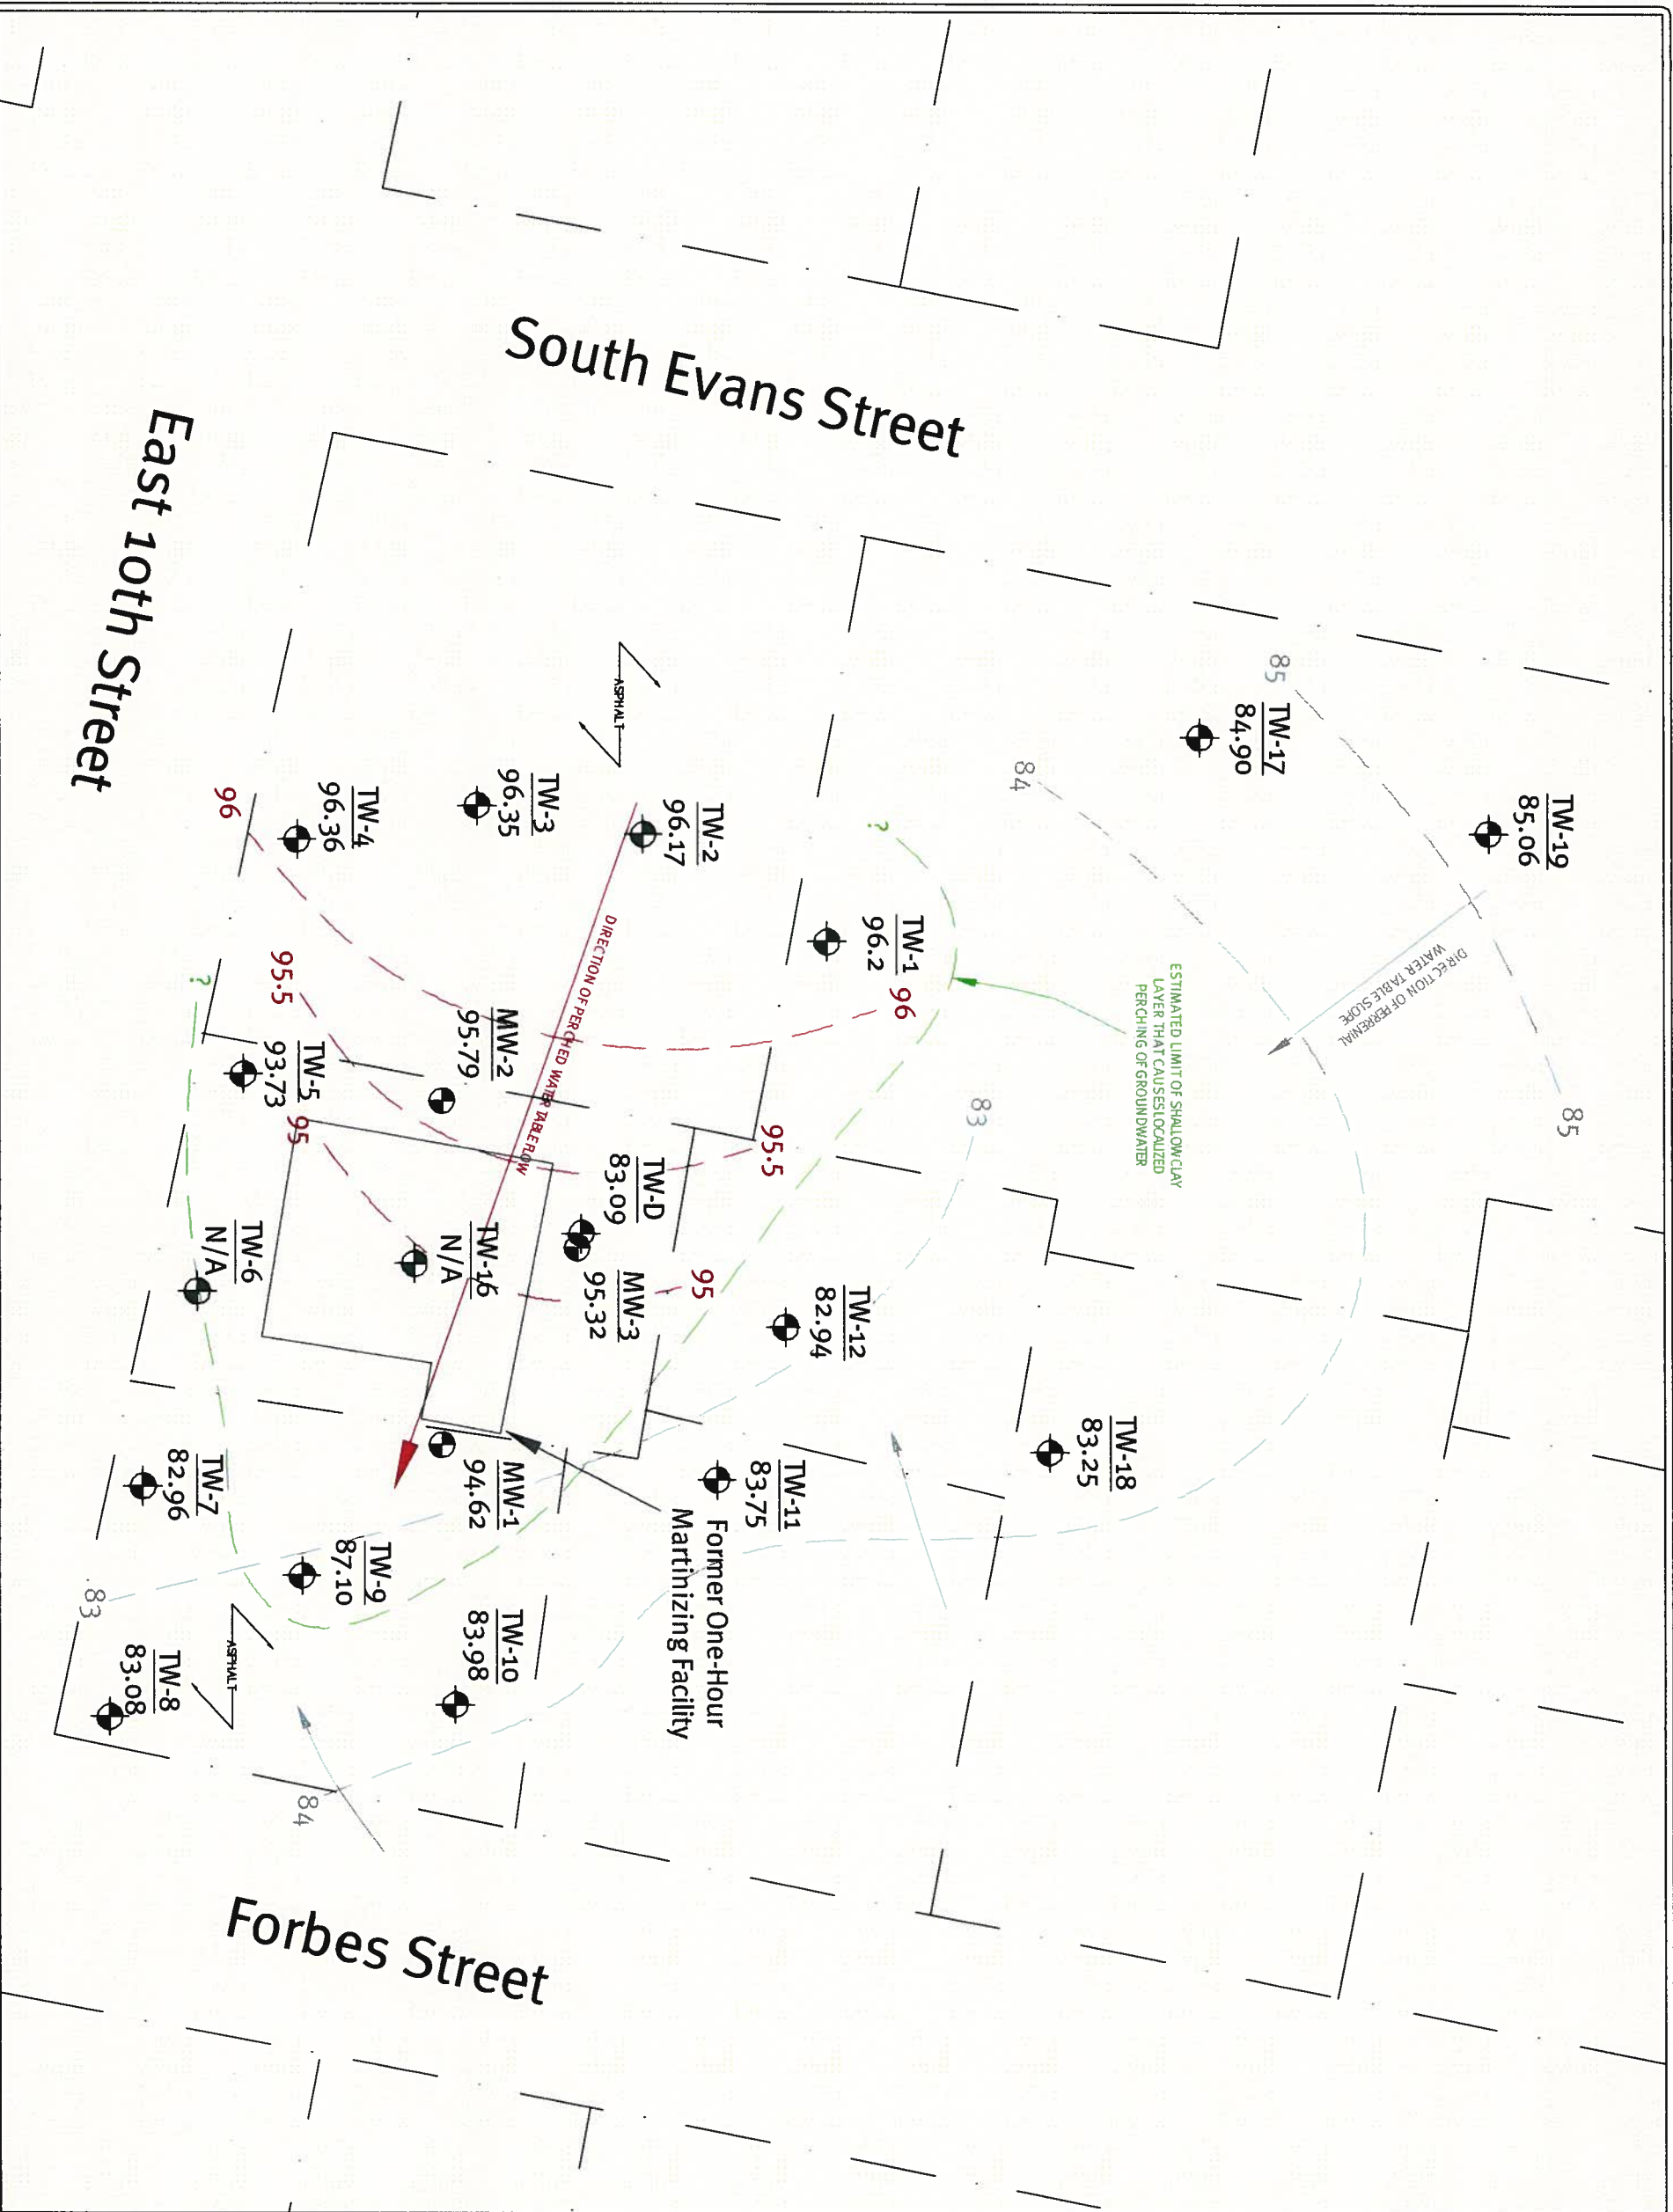 South Evans Street
East 10th Street
Forbes Street
TW-19
85.06
TW-17
84.90
85
84
85
DIRECTION OF PERRENIAL
WATER TABLE SLOPE
ESTIMATED LIMIT OF SHALLOW CLAY
LAYER THAT CAUSES LOCALIZED
PERCHING OF GROUNDWATER
83
?
TW-1
96.2
96
ASPHALT
TW-2
96.17
TW-3
96.35
TW-4
96.36
96
DIRECTION OF PERCHED WATER TABLE FLOW
95.5
MW-2
95.79
95.5
?
TW-5
93.73
95
TW-D
83.09
MW-3
95.32
95
TW-16
N/A
TW-6
N/A
TW-12
82.94
TW-18
83.25
TW-11
83.75
Former One-Hour
Martinizing Facility
MW-1
94.62
TW-7
82.96
TW-9
87.10
TW-10
83.98
83
ASPHALT
TW-8
83.08
84